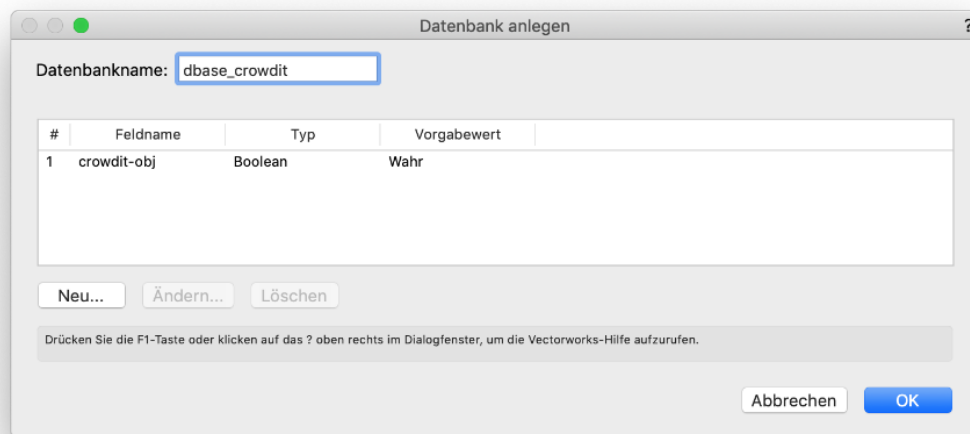 Datenbank anlegen
?
Datenbankname: dbase_crowdit
# Feldname Typ Vorgabewert
1 crowdit-obj Boolean Wahr
Neu... Ändern... Löschen
Drücken Sie die F1-Taste oder klicken auf das ? oben rechts im Dialogfenster, um die Vectorworks-Hilfe aufzurufen.
Abbrechen OK